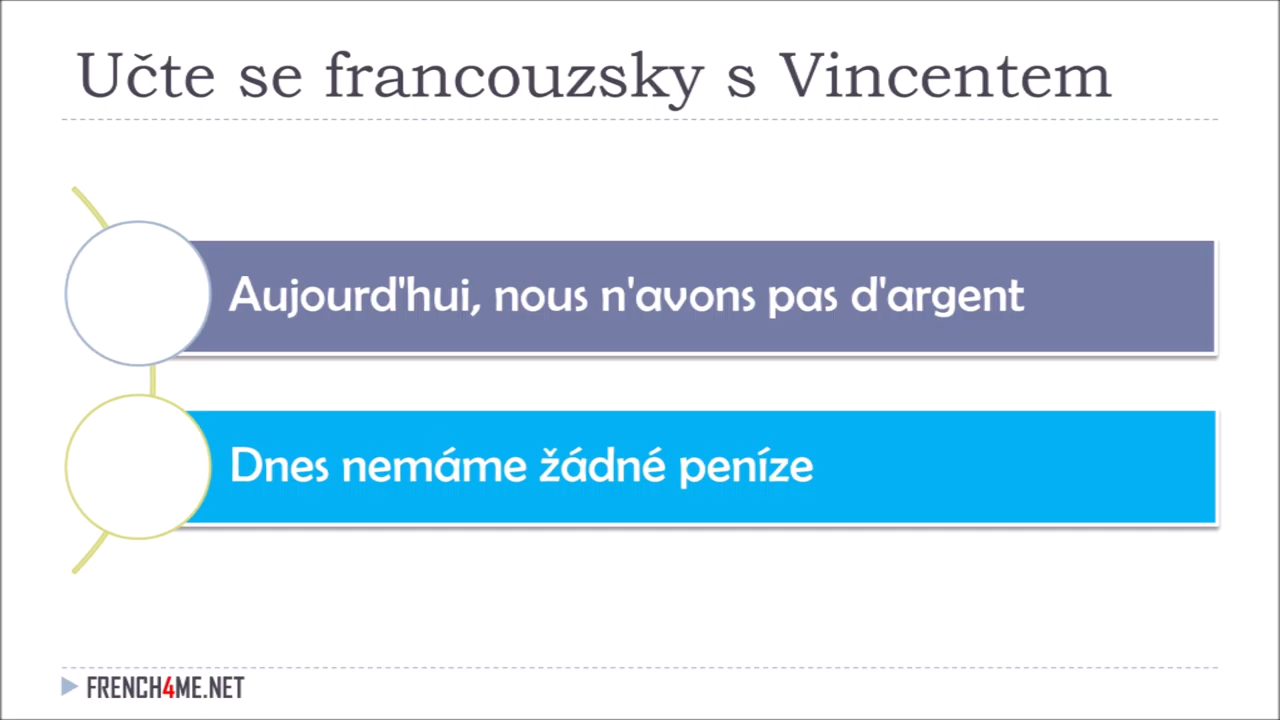 Učte se francouzsky s Vincentem
Aujourd'hui, nous n'avons pas d'argent
Dnes nemáme žádné peníze
FRENCH4ME.NET